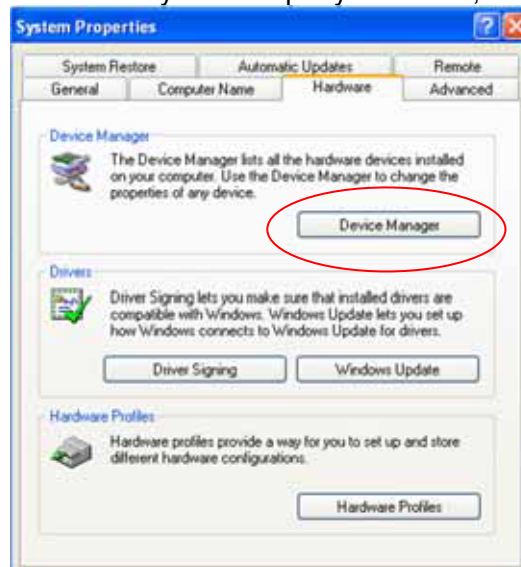 System Properties
System Restore Automatic Updates Remote
General Computer Name Hardware Advanced
Device Manager
The Device Manager lists all the hardware devices installed
on your computer. Use the Device Manager to change the
properties of any device.
Device Manager
Drivers
Driver Signing lets you make sure that installed drivers are
compatible with Windows. Windows Update lets you set up
how Windows connects to Windows Update for drivers.
Driver Signing Windows Update
Hardware Profiles
Hardware profiles provide a way for you to set up and store
different hardware configurations.
Hardware Profiles